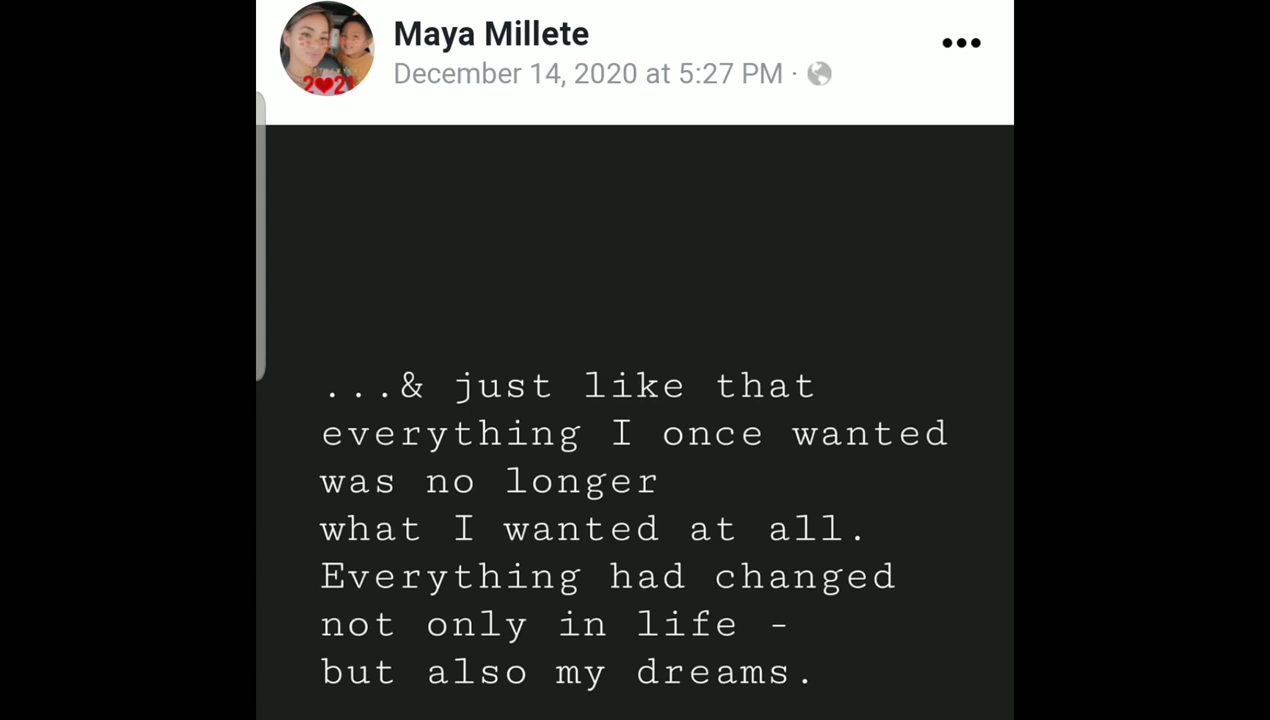 Maya Millete
December 14, 2020 at 5:27 PM ·
2021
...& just like that
everything I once wanted
was no longer
what I wanted at all.
Everything had changed
not only in life -
but also my dreams.